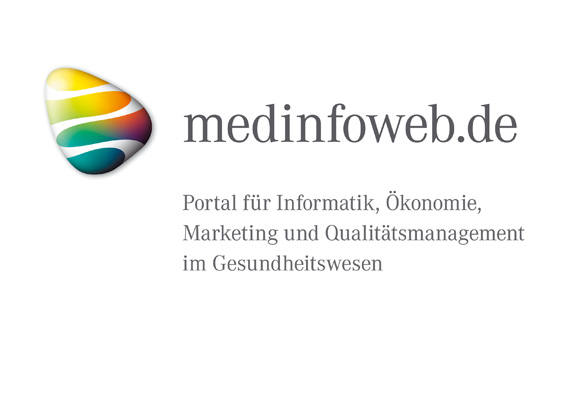 medinfoweb.de
Portal für Informatik, Ökonomie,
Marketing und Qualitätsmanagement
im Gesundheitswesen